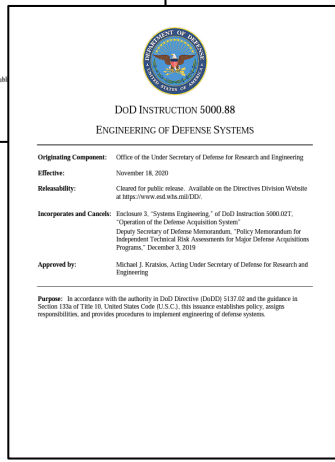 DEPARTMENT OF DEFENSE
UNITED STATES OF AMERICA
DOD INSTRUCTION 5000.88
ENGINEERING OF DEFENSE SYSTEMS
Originating Component: Office of the Under Secretary of Defense for Research and Engineering
Effective: November 18, 2020
Releasability: Cleared for public release. Available on the Directives Division Website
at https://www.esd.whs.mil/DD/.
Incorporates and Cancels: Enclosure 3, "Systems Engineering," of DoD Instruction 5000.02T,
"Operation of the Defense Acquisition System"
Deputy Secretary of Defense Memorandum, "Policy Memorandum for
Independent Technical Risk Assessments for Major Defense Acquisitions
Programs," December 3, 2019
Approved by: Michael J. Kratsios, Acting Under Secretary of Defense for Research and
Engineering
Purpose: In accordance with the authority in DoD Directive (DoDD) 5137.02 and the guidance in
Section 133a of Title 10, United States Code (U.S.C.), this issuance establishes policy, assigns
responsibilities, and provides procedures to implement engineering of defense systems.